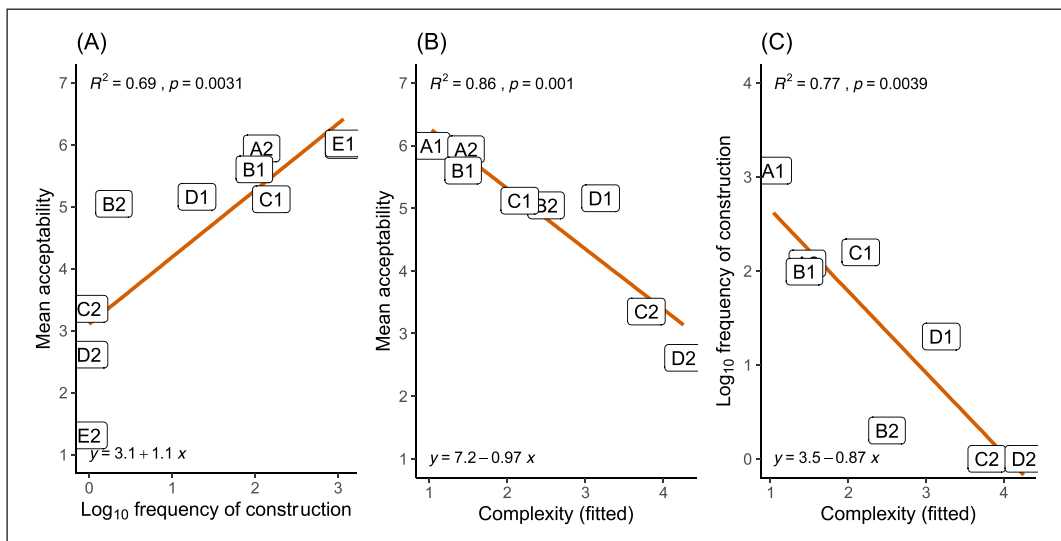 (A)
R² = 0.69 , p = 0.0031
7
6
5
4
3
2
1
Mean acceptability
A2
E1
B1
D1
C1
B2
C2
D2
E2
y = 3.1 + 1.1 x
0 1 2 3
Log₁₀ frequency of construction
(B)
R² = 0.86 , p = 0.001
7
6
5
4
3
2
1
Mean acceptability
A1
A2
B1
C1
B2
D1
C2
D2
y = 7.2 − 0.97 x
1 2 3 4
Complexity (fitted)
(C)
R² = 0.77 , p = 0.0039
4
3
2
1
0
Log₁₀ frequency of construction
A1
C1
B1
D1
B2
C2
D2
y = 3.5 − 0.87 x
1 2 3 4
Complexity (fitted)